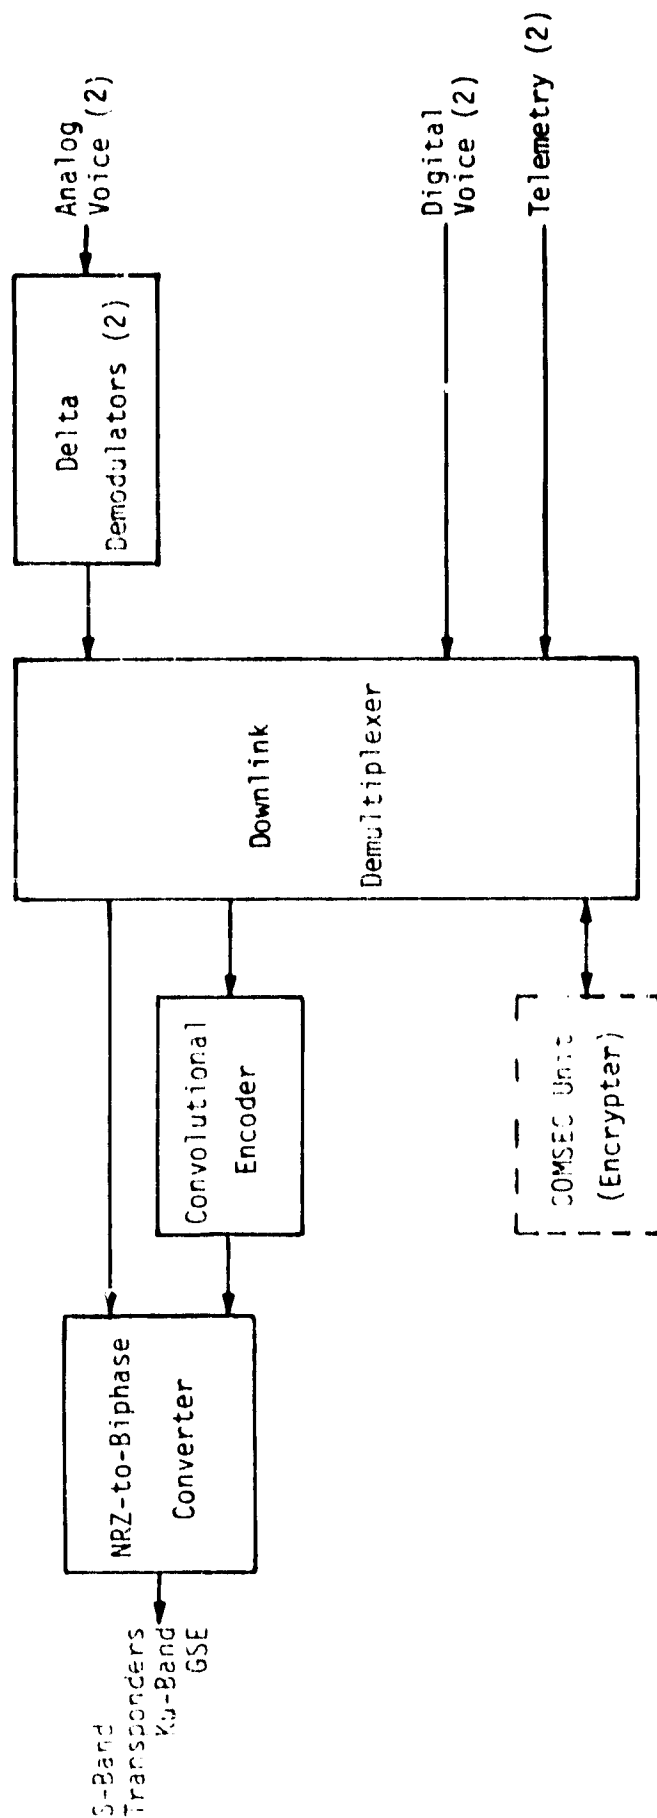 S-Band
Transponders
Ku-Band
GSE
NRZ-to-Biphase
Converter
Convolutional
Encoder
COMSEC Unit
(Encrypter)
Downlink
Demultiplexer
Delta
Demodulators (2)
Analog
Voice (2)
Digital
Voice (2)
Telemetry (2)